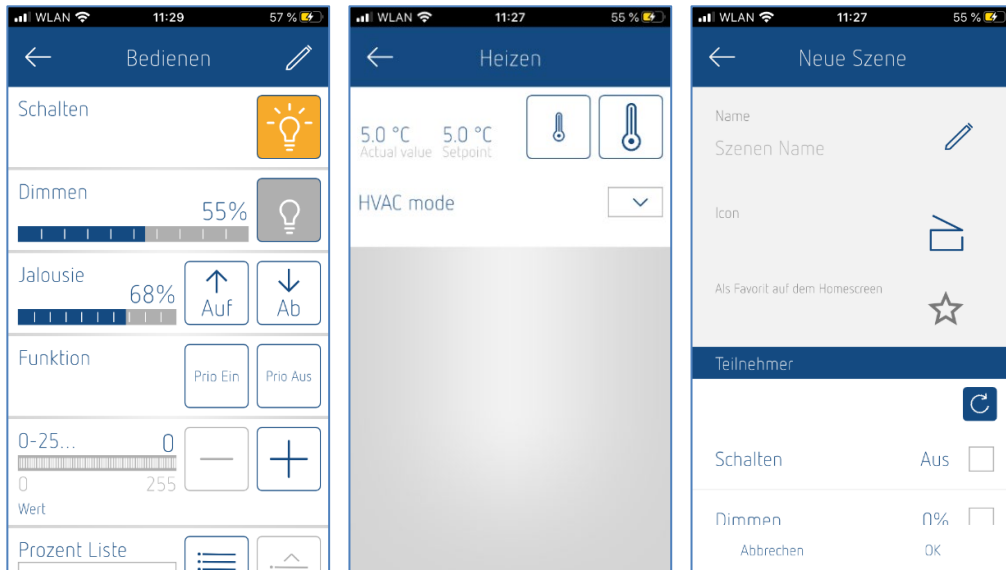 WLAN 11:29 57 %
Bedienen
Schalten
Dimmen
55%
Jalousie
68%
Auf
Ab
Funktion
Prio Ein
Prio Aus
0-25...
0
0 255
Wert
Prozent Liste
WLAN 11:27 55 %
Heizen
5.0 °C 5.0 °C
Actual value Setpoint
HVAC mode
WLAN 11:27 55 %
Neue Szene
Name
Szenen Name
Icon
Als Favorit auf dem Homescreen
Teilnehmer
Schalten Aus
Dimmen 0%
Abbrechen OK